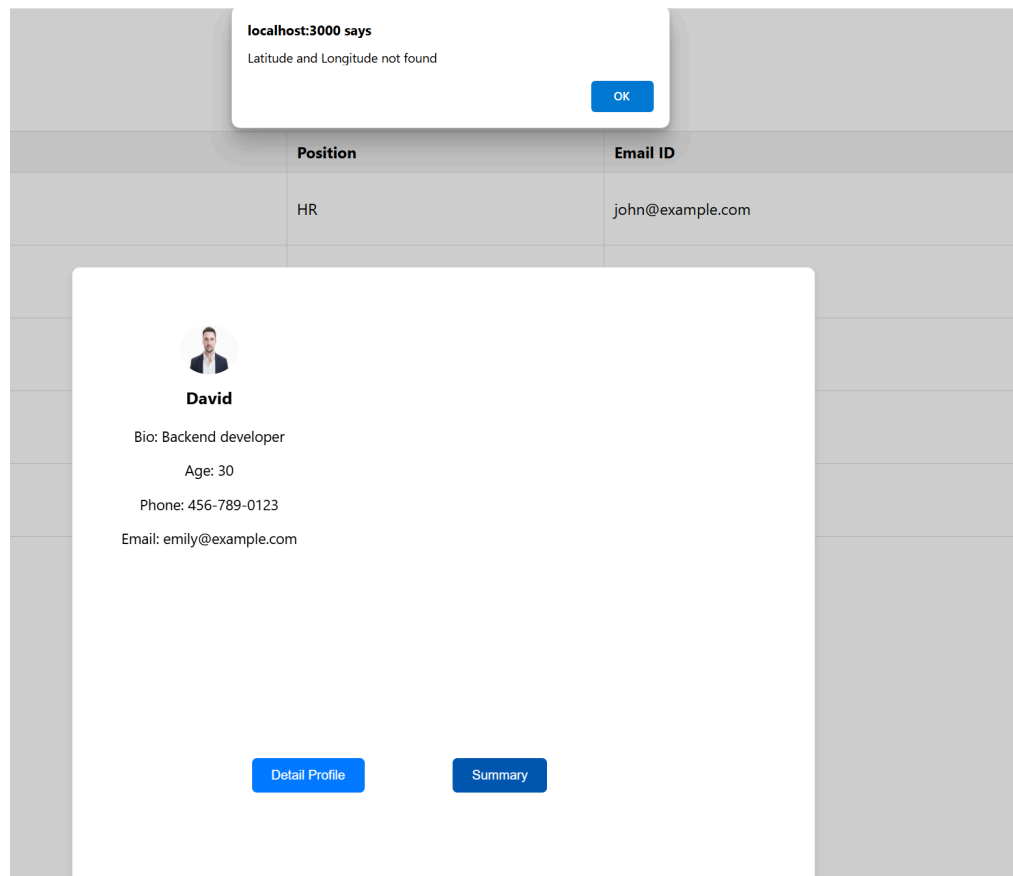 localhost:3000 says
Latitude and Longitude not found
OK
Position Email ID
HR john@example.com
David
Bio: Backend developer
Age: 30
Phone: 456-789-0123
Email: emily@example.com
Detail Profile Summary